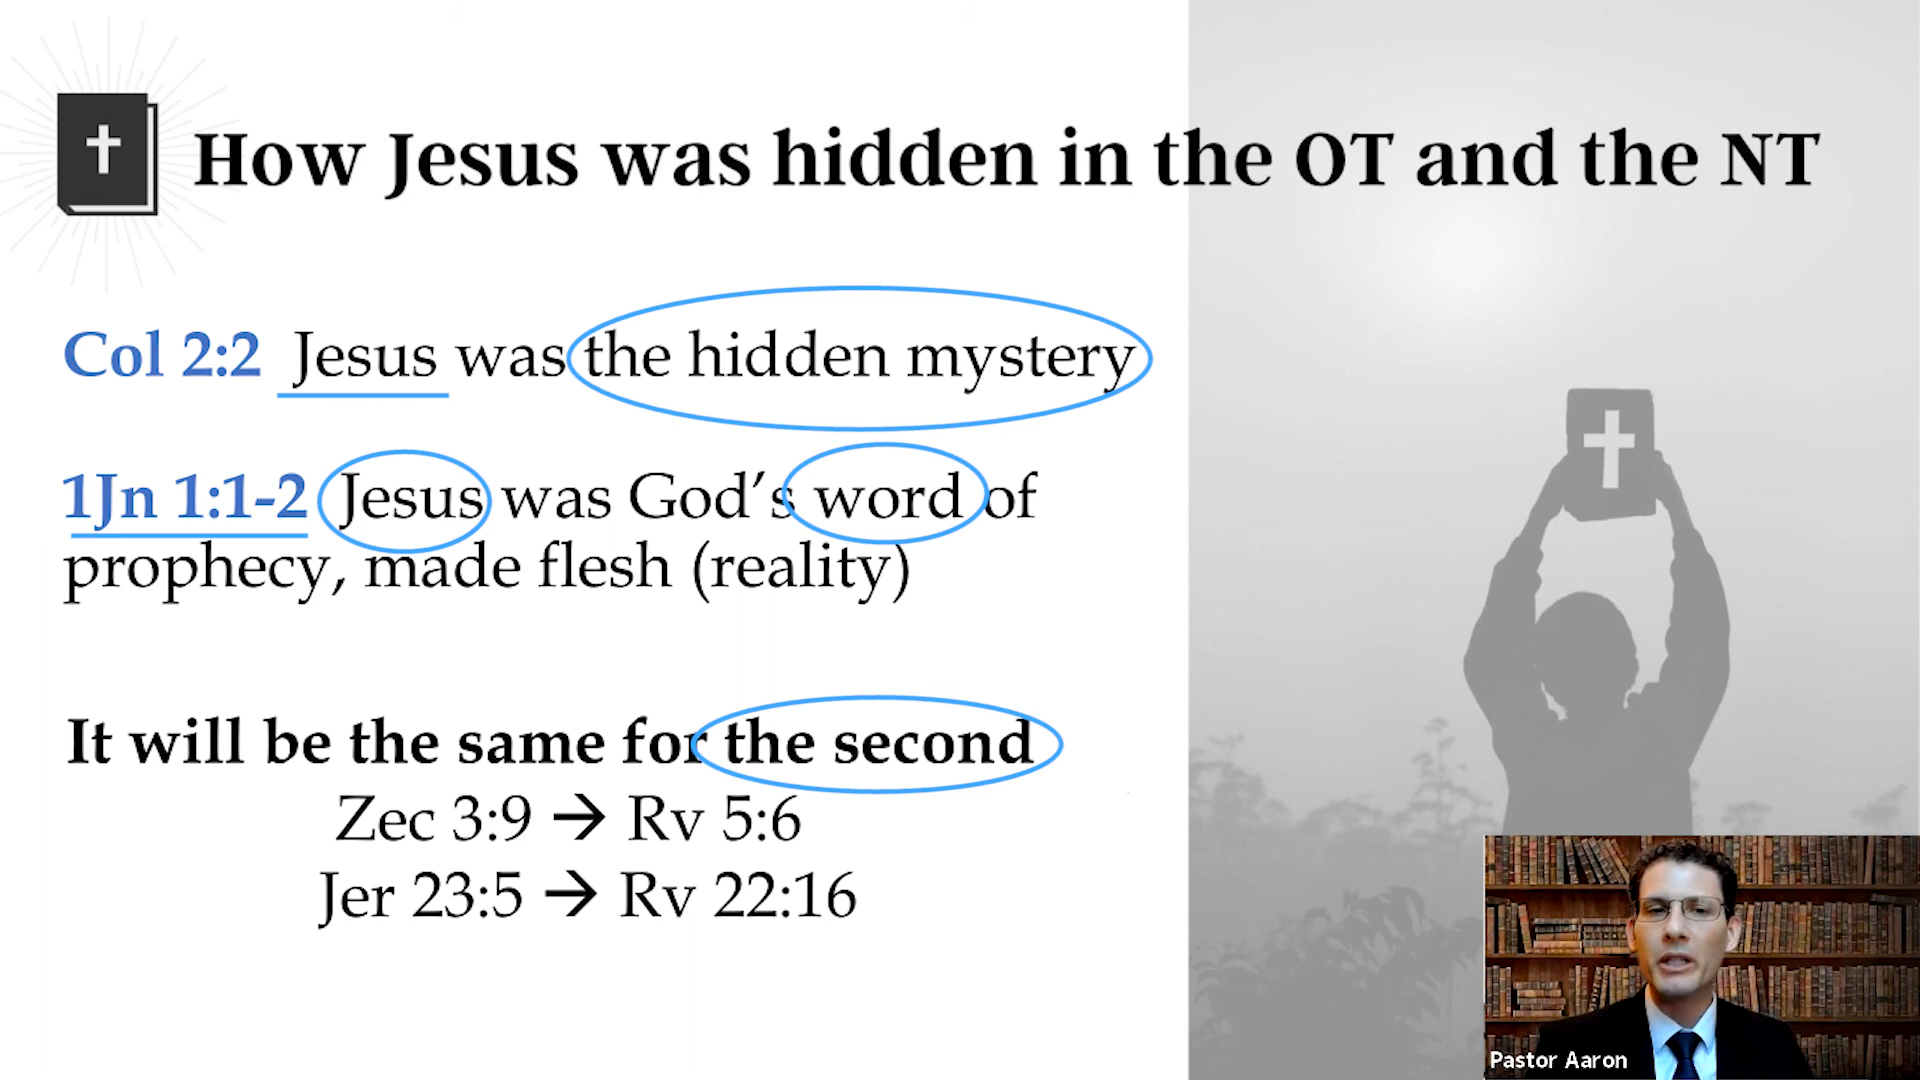 How Jesus was hidden in the OT and the NT
Col 2:2 Jesus was the hidden mystery
1Jn 1:1-2 Jesus was God’s word of
prophecy, made flesh (reality)
It will be the same for the second
Zec 3:9 → Rv 5:6
Jer 23:5 → Rv 22:16
Pastor Aaron